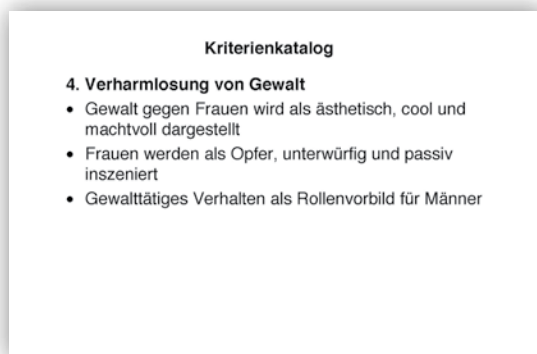 Kriterienkatalog
4. Verharmlosung von Gewalt
• Gewalt gegen Frauen wird als ästhetisch, cool und
machtvoll dargestellt
• Frauen werden als Opfer, unterwürfig und passiv
inszeniert
• Gewalttätiges Verhalten als Rollenvorbild für Männer